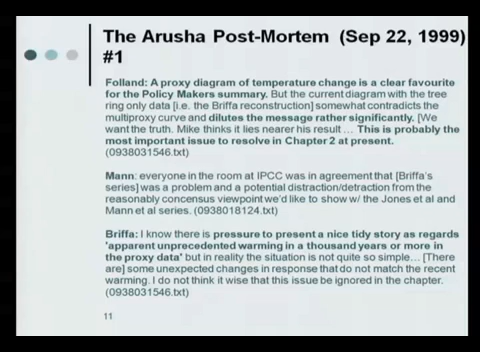 The Arusha Post-Mortem (Sep 22, 1999)
#1
Folland: A proxy diagram of temperature change is a clear favourite
for the Policy Makers summary. But the current diagram with the tree
ring only data [i.e. the Briffa reconstruction] somewhat contradicts the
multiproxy curve and dilutes the message rather significantly. [We
want the truth. Mike thinks it lies nearer his result ... This is probably the
most important issue to resolve in Chapter 2 at present.
(0938031546.txt)
Mann: everyone in the room at IPCC was in agreement that [Briffa's
series] was a problem and a potential distraction/detraction from the
reasonably concensus viewpoint we'd like to show w/ the Jones et al and
Mann et al series. (0938018124.txt)
Briffa: I know there is pressure to present a nice tidy story as regards
'apparent unprecedented warming in a thousand years or more in
the proxy data' but in reality the situation is not quite so simple... [There
are] some unexpected changes in response that do not match the recent
warming. I do not think it wise that this issue be ignored in the chapter.
(0938031546.txt)
11